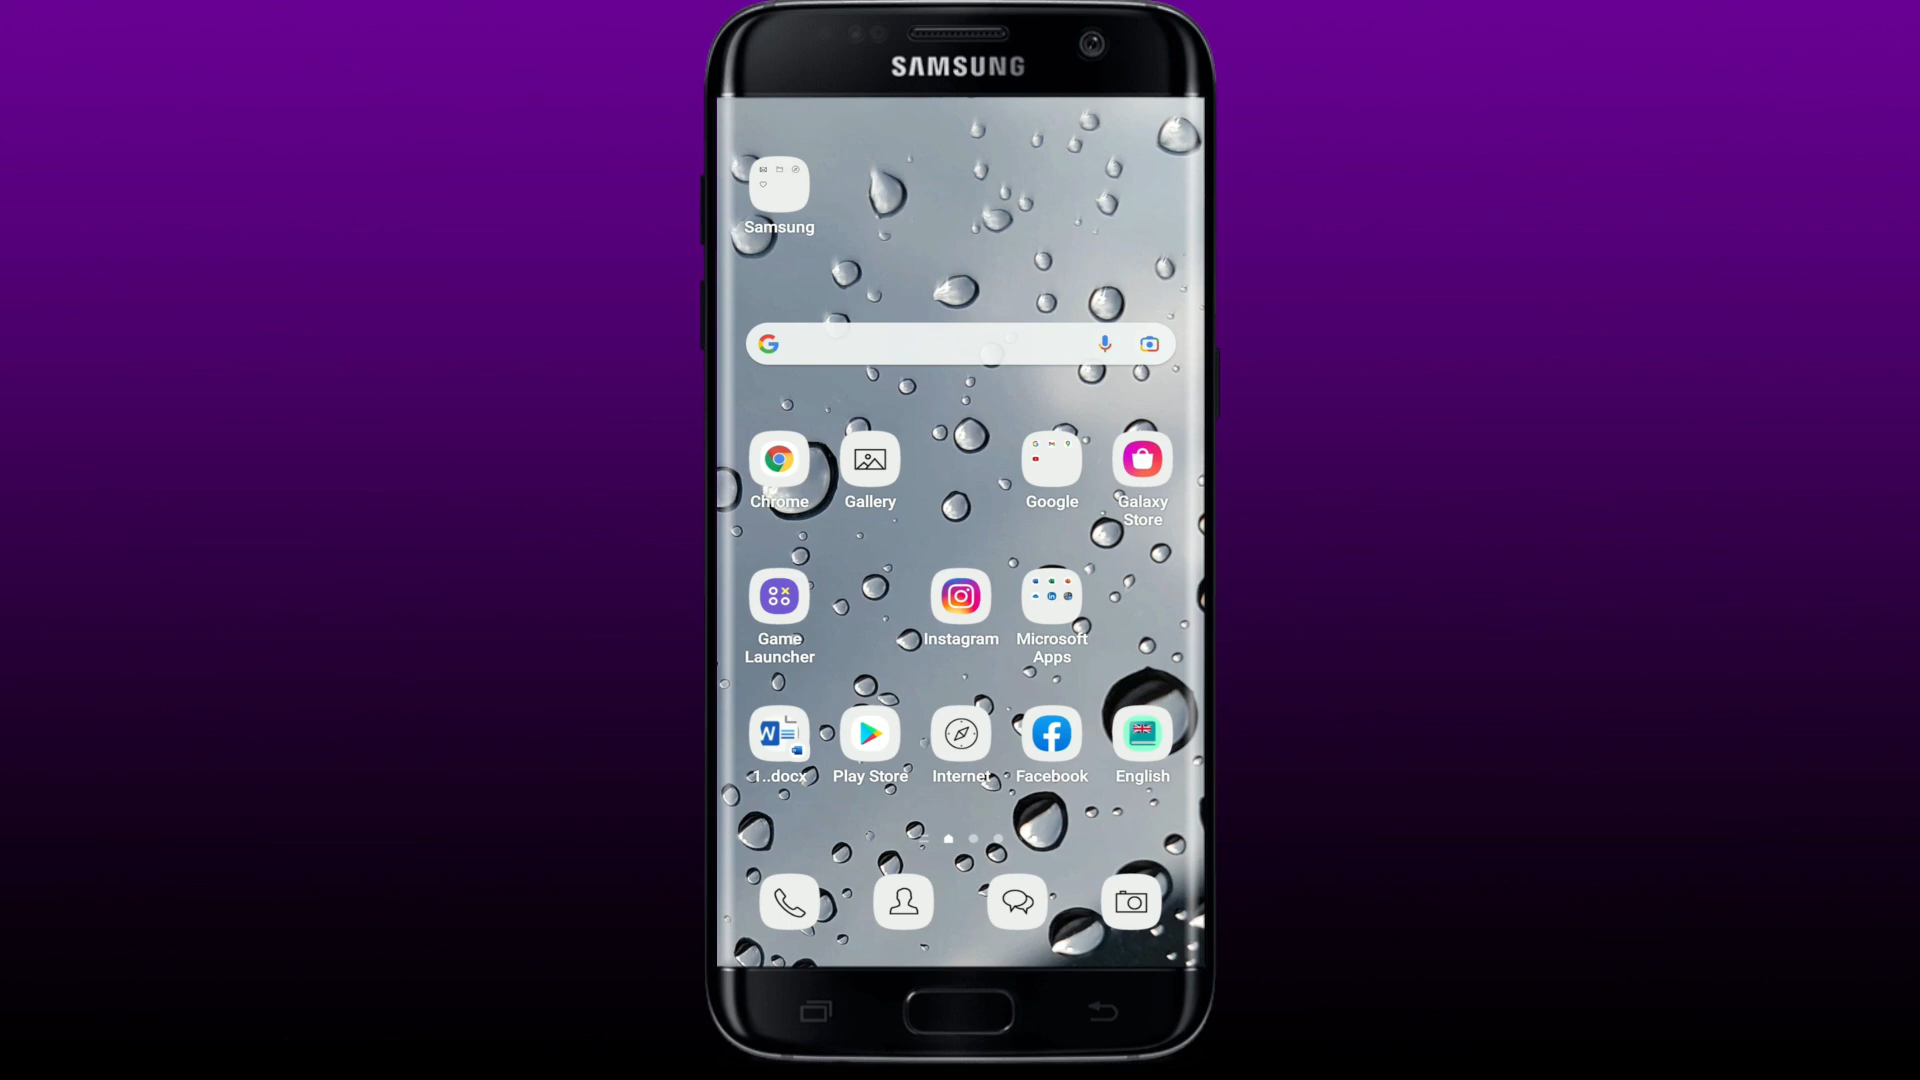 SAMSUNG
Samsung
Chrome
Gallery
Google
Galaxy
Store
Game
Launcher
Instagram
Microsoft
Apps
W
1..docx
Play Store
Internet
Facebook
English